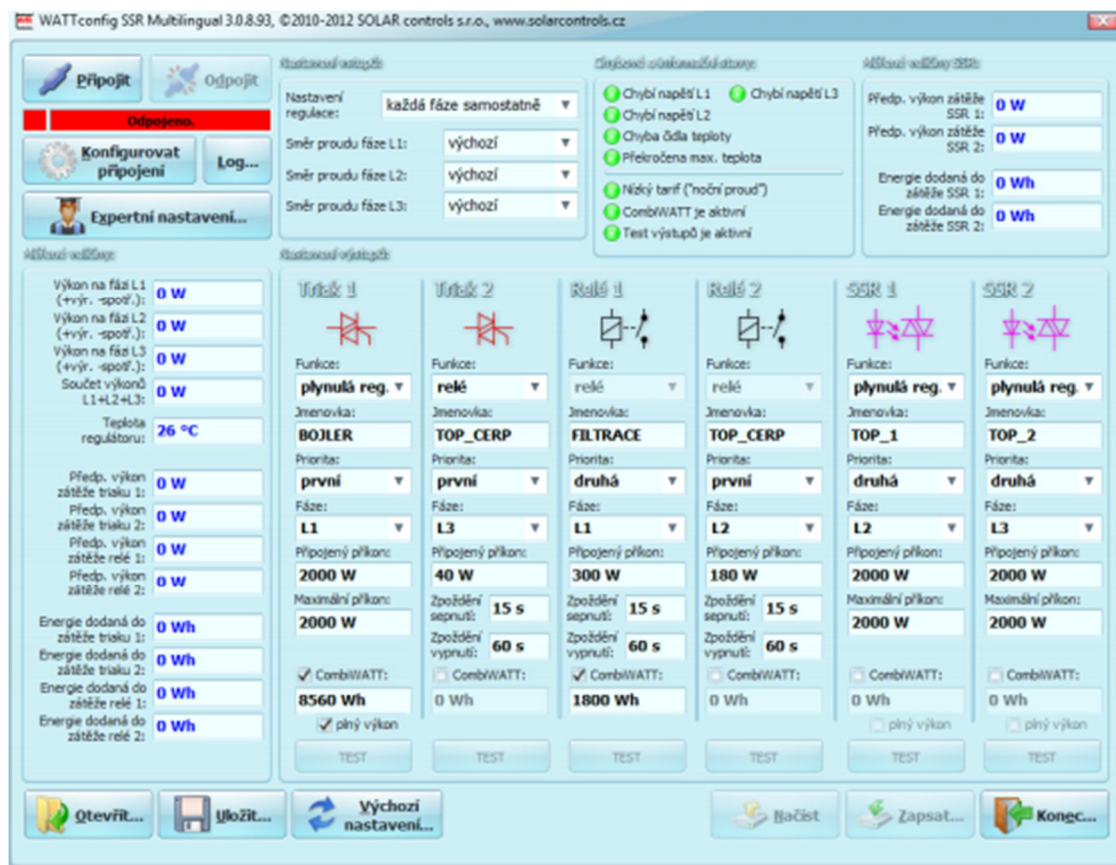 WATTconfig SSR Multilingual 3.0.8.93, ©2010-2012 SOLAR controls s.r.o., www.solarcontrols.cz
Připojit
Odpojit
Odpojeno.
Konfigurovat
připojení
Log...
Expertní nastavení...
Nastavení vstupů:
Nastavení
regulace:
každá fáze samostatně
Směr proudu fáze L1:
výchozí
Směr proudu fáze L2:
výchozí
Směr proudu fáze L3:
výchozí
Chybové a informační stavy:
Chybí napětí L1
Chybí napětí L3
Chybí napětí L2
Chyba čidla teploty
Překročena max. teplota
Nízký tarif ("noční proud")
CombiWATT je aktivní
Test výstupů je aktivní
Měřené veličiny SSR:
Předp. výkon zátěže
SSR 1:
0 W
Předp. výkon zátěže
SSR 2:
0 W
Energie dodaná do
zátěže SSR 1:
0 Wh
Energie dodaná do
zátěže SSR 2:
0 Wh
Měřené veličiny:
Výkon na fázi L1
(+výr. -spotř.):
0 W
Výkon na fázi L2
(+výr. -spotř.):
0 W
Výkon na fázi L3
(+výr. -spotř.):
0 W
Součet výkonů
L1+L2+L3:
0 W
Teplota
regulátoru:
26 °C
Předp. výkon
zátěže triaku 1:
0 W
Předp. výkon
zátěže triaku 2:
0 W
Předp. výkon
zátěže relé 1:
0 W
Předp. výkon
zátěže relé 2:
0 W
Energie dodaná do
zátěže triaku 1:
0 Wh
Energie dodaná do
zátěže triaku 2:
0 Wh
Energie dodaná do
zátěže relé 1:
0 Wh
Energie dodaná do
zátěže relé 2:
0 Wh
Nastavení výstupů:
Triak 1
Funkce:
plynulá reg.
Jmenovka:
BOJLER
Priorita:
první
Fáze:
L1
Připojený příkon:
2000 W
Maximální příkon:
2000 W
CombiWATT:
8560 Wh
plný výkon
TEST
Triak 2
Funkce:
relé
Jmenovka:
TOP_CERP
Priorita:
první
Fáze:
L3
Připojený příkon:
40 W
Zpoždění
sepnutí:
15 s
Zpoždění
vypnutí:
60 s
CombiWATT:
0 Wh
TEST
Relé 1
Funkce:
relé
Jmenovka:
FILTRACE
Priorita:
druhá
Fáze:
L1
Připojený příkon:
300 W
Zpoždění
sepnutí:
15 s
Zpoždění
vypnutí:
60 s
CombiWATT:
1800 Wh
TEST
Relé 2
Funkce:
relé
Jmenovka:
TOP_CERP
Priorita:
první
Fáze:
L2
Připojený příkon:
180 W
Zpoždění
sepnutí:
15 s
Zpoždění
vypnutí:
60 s
CombiWATT:
0 Wh
TEST
SSR 1
Funkce:
plynulá reg.
Jmenovka:
TOP_1
Priorita:
druhá
Fáze:
L2
Připojený příkon:
2000 W
Maximální příkon:
2000 W
CombiWATT:
0 Wh
plný výkon
TEST
SSR 2
Funkce:
plynulá reg.
Jmenovka:
TOP_2
Priorita:
druhá
Fáze:
L3
Připojený příkon:
2000 W
Maximální příkon:
2000 W
CombiWATT:
0 Wh
plný výkon
TEST
Otevřít...
Uložit...
Výchozí
nastavení...
Načíst
Zapsat...
Konec...